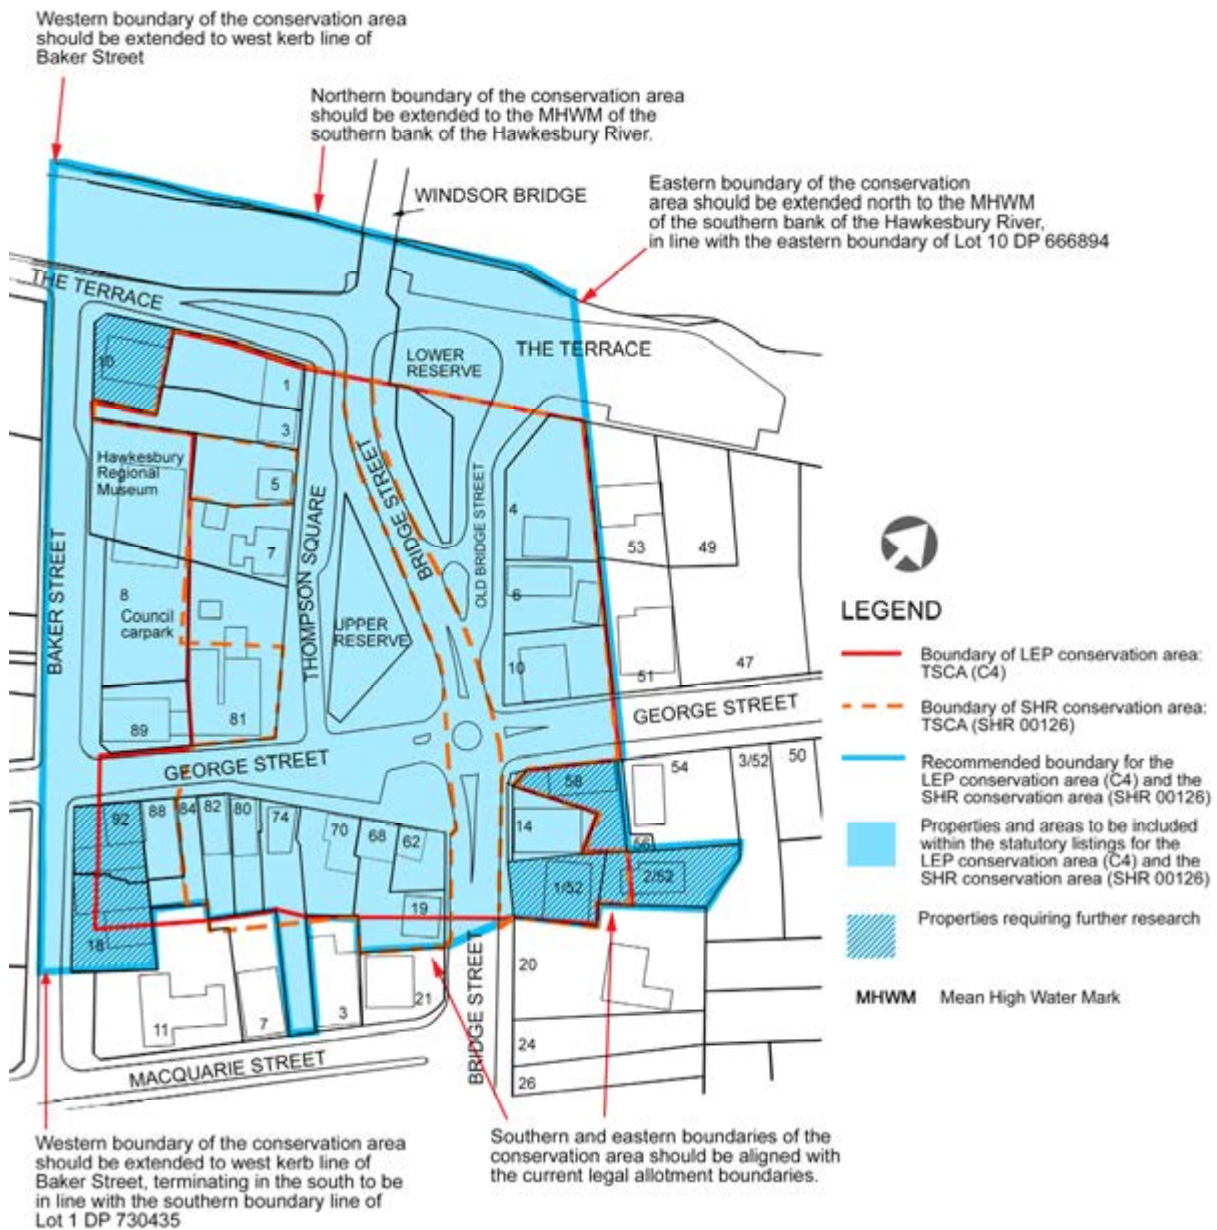 Western boundary of the conservation area
should be extended to west kerb line of
Baker Street
Northern boundary of the conservation area
should be extended to the MHWM of the
southern bank of the Hawkesbury River.
WINDSOR BRIDGE
Eastern boundary of the conservation
area should be extended north to the MHWM
of the southern bank of the Hawkesbury River,
in line with the eastern boundary of Lot 10 DP 666894
THE TERRACE
LOWER
RESERVE
THE TERRACE
10
1
3
Hawkesbury
Regional
Museum
5
7
8
Council
carpark
BAKER STREET
THOMPSON SQUARE
UPPER
RESERVE
BRIDGE STREET
OLD BRIDGE STREET
4
6
10
53
49
51
47
89
81
GEORGE STREET
GEORGE STREET
92
88
84
82
80
74
70
68
62
19
18
11
7
3
21
MACQUARIE STREET
BRIDGE STREET
58
14
54
3/52
50
56
1/52
2/52
20
24
26
LEGEND
Boundary of LEP conservation area:
TSCA (C4)
Boundary of SHR conservation area:
TSCA (SHR 00126)
Recommended boundary for the
LEP conservation area (C4) and the
SHR conservation area (SHR 00126)
Properties and areas to be included
within the statutory listings for the
LEP conservation area (C4) and the
SHR conservation area (SHR 00126)
Properties requiring further research
MHWM Mean High Water Mark
Western boundary of the conservation area
should be extended to west kerb line of
Baker Street, terminating in the south to be
in line with the southern boundary line of
Lot 1 DP 730435
Southern and eastern boundaries of the
conservation area should be aligned with
the current legal allotment boundaries.